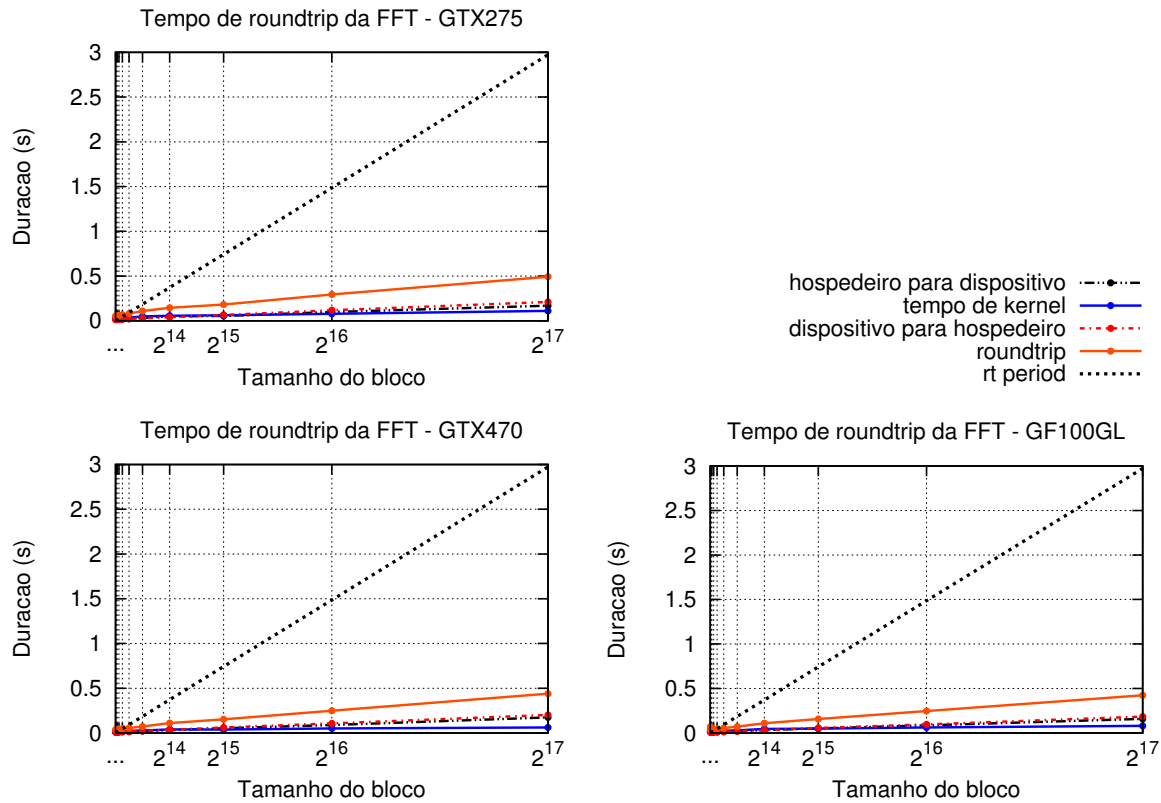 Tempo de roundtrip da FFT - GTX275
3
2.5
2
1.5
1
0.5
0
Duracao (s)
... 2^14 2^15 2^16 2^17
Tamanho do bloco
hospedeiro para dispositivo
tempo de kernel
dispositivo para hospedeiro
roundtrip
rt period
Tempo de roundtrip da FFT - GTX470
3
2.5
2
1.5
1
0.5
0
Duracao (s)
... 2^14 2^15 2^16 2^17
Tamanho do bloco
Tempo de roundtrip da FFT - GF100GL
3
2.5
2
1.5
1
0.5
0
Duracao (s)
... 2^14 2^15 2^16 2^17
Tamanho do bloco